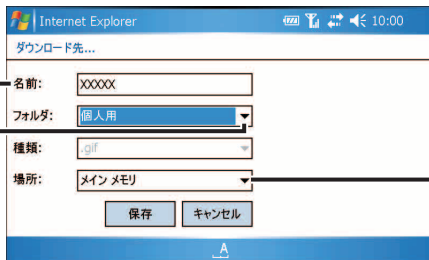 Internet Explorer 10:00
ダウンロード先...
名前: XXXXX
フォルダ: 個人用
種類: .gif
場所: メイン メモリ
保存 キャンセル
A